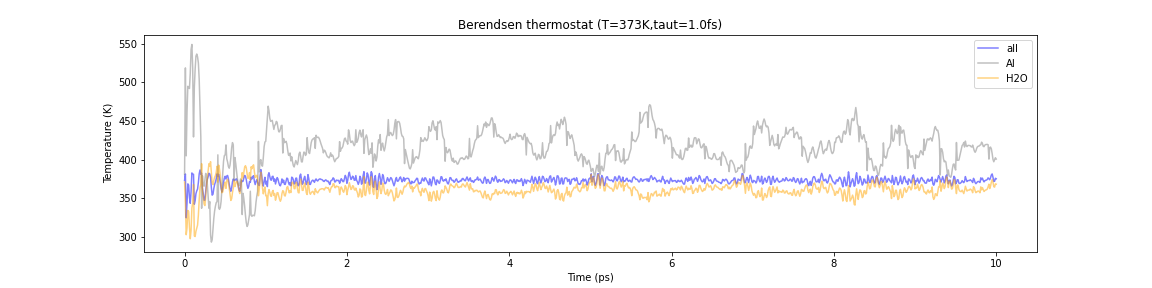 Berendsen thermostat (T=373K,taut=1.0fs)
Temperature (K)
550
500
450
400
350
300
0
2
4
6
8
10
Time (ps)
all
Al
H2O